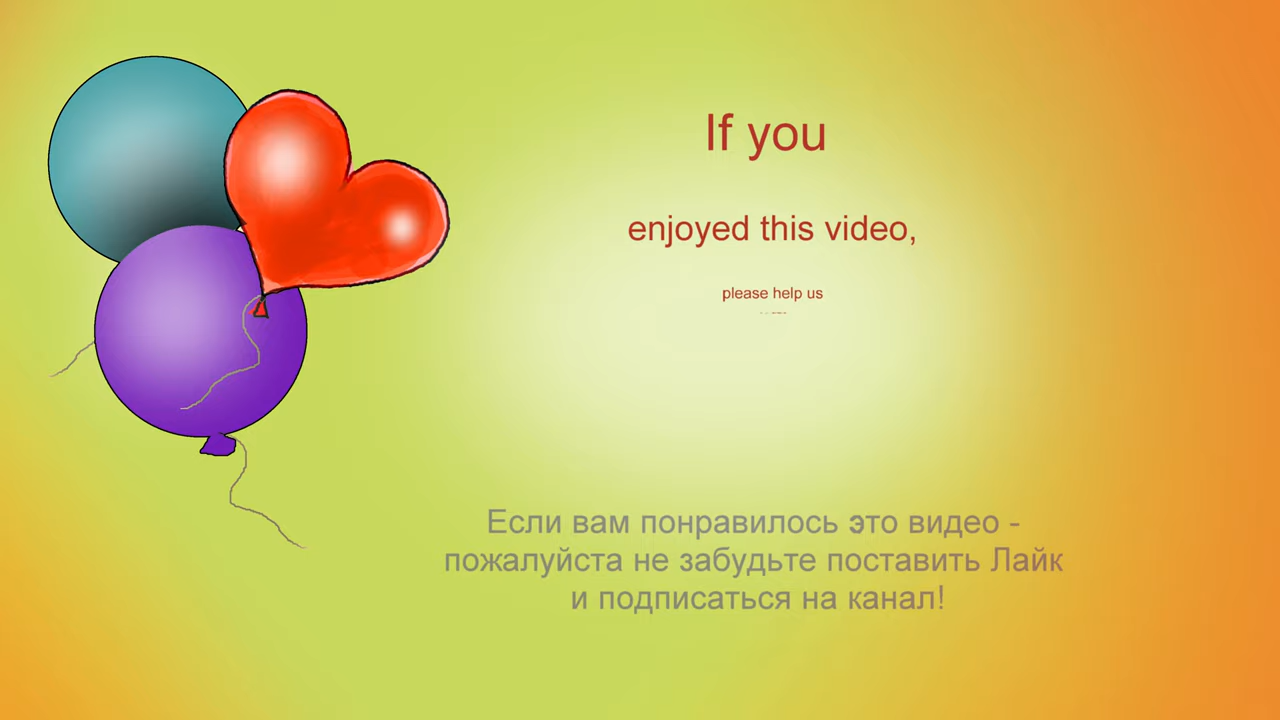 If you
enjoyed this video,
please help us
Если вам понравилось это видео -
пожалуйста не забудьте поставить Лайк
и подписаться на канал!